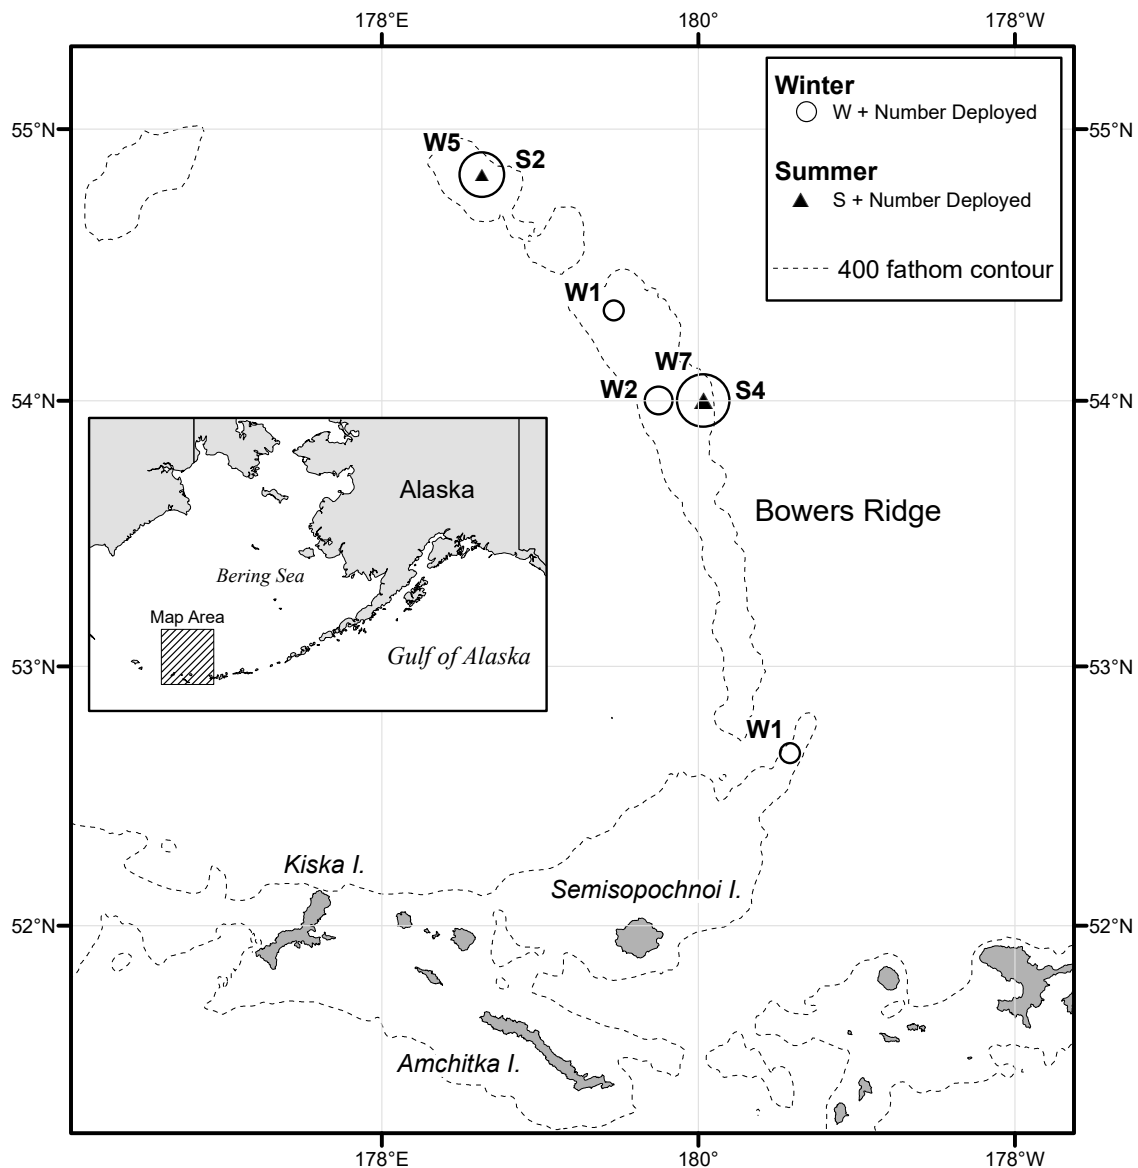 178°E 180° 178°W
Winter
W + Number Deployed
Summer
S + Number Deployed
400 fathom contour
55°N 55°N
W5 S2
W1
W7
W2 S4
54°N 54°N
Bowers Ridge
Alaska
Bering Sea
Map Area
Gulf of Alaska
53°N 53°N
W1
Kiska I.
Semisopochnoi I.
52°N 52°N
Amchitka I.
178°E 180° 178°W